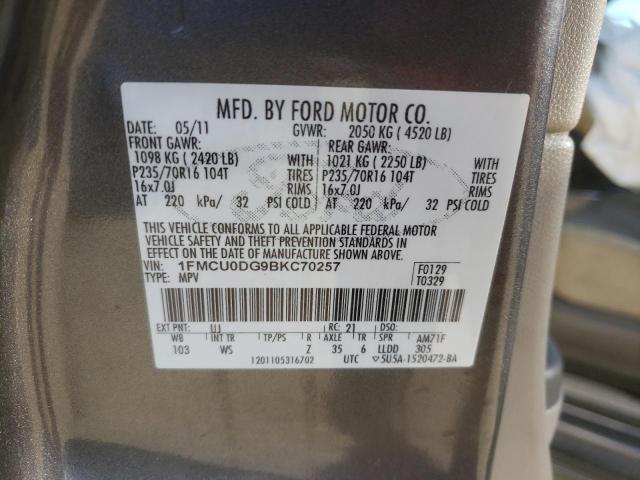 MFD. BY FORD MOTOR CO.
DATE: 05/11 GVWR: 2050 KG ( 4520 LB)
FRONT GAWR: REAR GAWR:
1098 KG ( 2420 LB) WITH 1021 KG ( 2250 LB) WITH
P235/70R16 104T TIRES P235/70R16 104T TIRES
16x7.0J RIMS 16x7.0J RIMS
AT 220 kPa/ 32 PSI COLD AT 220 kPa/ 32 PSI COLD
THIS VEHICLE CONFORMS TO ALL APPLICABLE FEDERAL MOTOR
VEHICLE SAFETY AND THEFT PREVENTION STANDARDS IN
EFFECT ON THE DATE OF MANUFACTURE SHOWN ABOVE.
VIN: 1FMCU0DG9BKC70257 F0129
TYPE: MPV T0329
EXT PNT: UJ RC: 21 DSO:
WB INT TR TP/PS R AXLE TR SPR AM71F
103 WS Z 35 6 LLDD 305
1201105316702 UTC 5U5A-1520472-BA